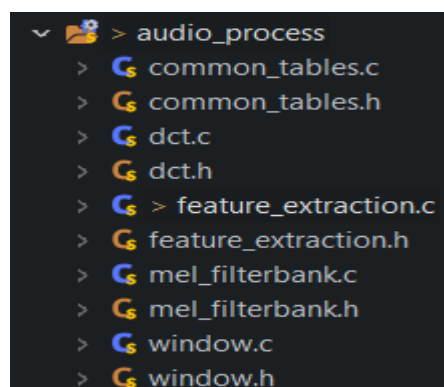 > audio_process
common_tables.c
common_tables.h
dct.c
dct.h
> feature_extraction.c
feature_extraction.h
mel_filterbank.c
mel_filterbank.h
window.c
window.h